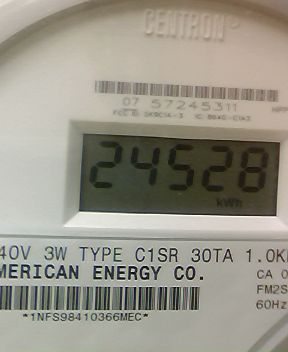 CENTRON®
07 57245311
24528
kWh
40V 3W TYPE C1SR 30TA 1.0K
MERICAN ENERGY CO.
CA 0
FM2S
60Hz
*1NFS98410366MEC*